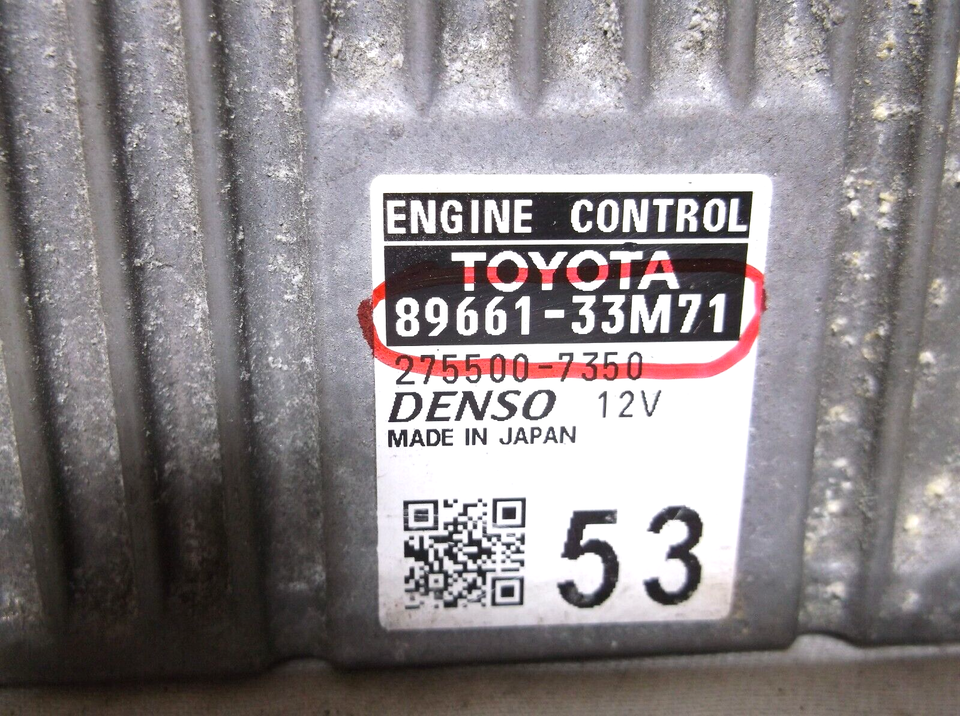 ENGINE CONTROL
TOYOTA
89661-33M71
275500-7350
DENSO 12V
MADE IN JAPAN
53